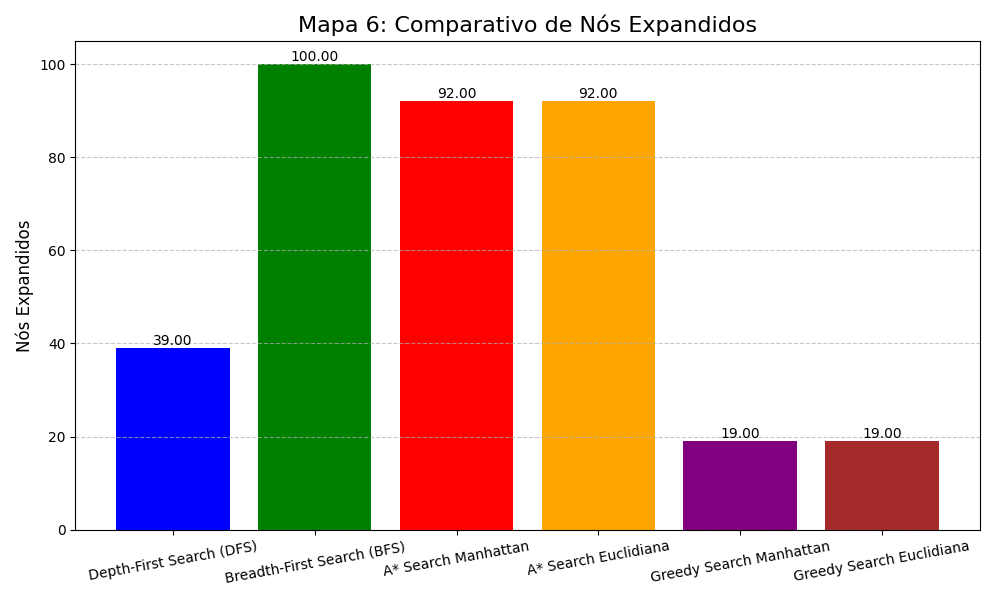 Mapa 6: Comparativo de Nós Expandidos
Nós Expandidos
100
80
60
40
20
0
39.00
100.00
92.00
92.00
19.00
19.00
Depth-First Search (DFS)
Breadth-First Search (BFS)
A* Search Manhattan
A* Search Euclidiana
Greedy Search Manhattan
Greedy Search Euclidiana